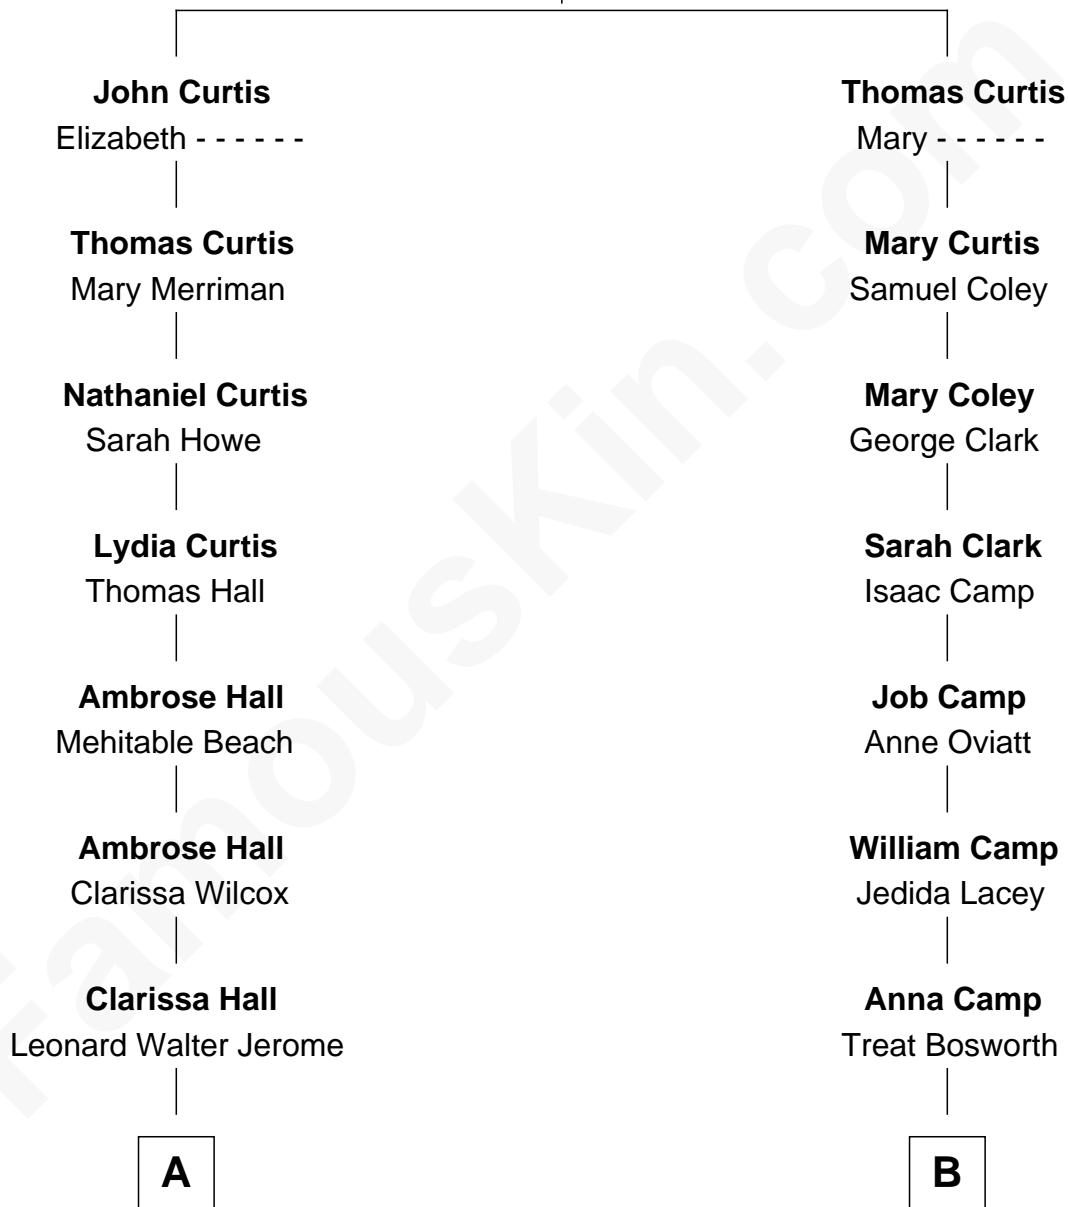 John Curtis
Elizabeth - - - - - -
Thomas Curtis
Mary Merriman
Nathaniel Curtis
Sarah Howe
Lydia Curtis
Thomas Hall
Ambrose Hall
Mehitable Beach
Ambrose Hall
Clarissa Wilcox
Clarissa Hall
Leonard Walter Jerome
A
Thomas Curtis
Mary - - - - - -
Mary Curtis
Samuel Coley
Mary Coley
George Clark
Sarah Clark
Isaac Camp
Job Camp
Anne Oviatt
William Camp
Jedida Lacey
Anna Camp
Treat Bosworth
B
FamousKin.com